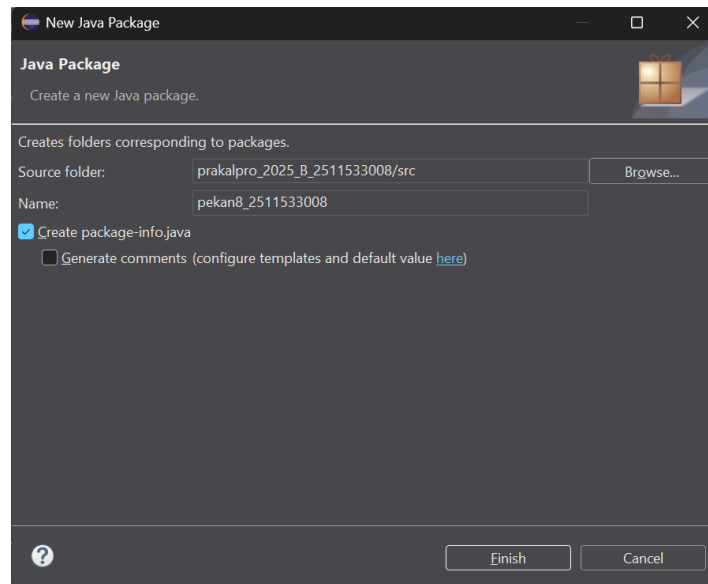 New Java Package
Java Package
Create a new Java package.
Creates folders corresponding to packages.
Source folder: prakalpro_2025_B_2511533008/src Browse...
Name: pekan8_2511533008
Create package-info.java
Generate comments (configure templates and default value here)
? Finish Cancel